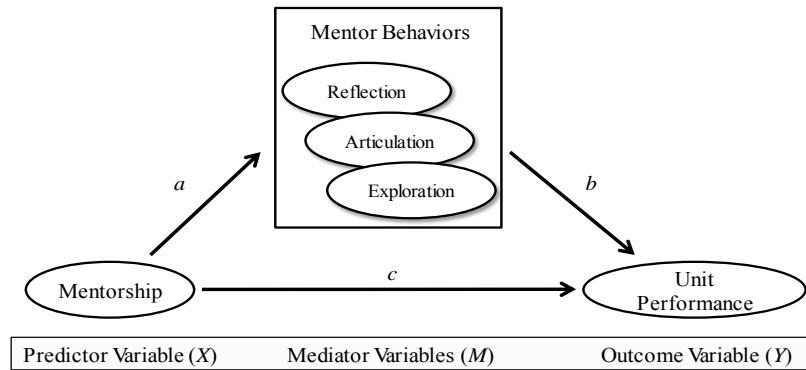 Mentor Behaviors
Reflection
Articulation
Exploration
a
b
c
Mentorship
Unit
Performance
Predictor Variable (X)
Mediator Variables (M)
Outcome Variable (Y)